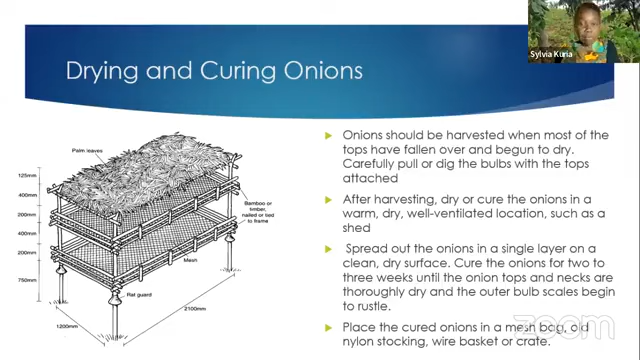 Sylvia Kuria
Drying and Curing Onions
Palm leaves
125mm
400mm
200mm
400mm
200mm
750mm
Bamboo or
timber,
nailed or tied
to frame
Mesh
Rat guard
1200mm
2100mm
Onions should be harvested when most of the
tops have fallen over and begun to dry.
Carefully pull or dig the bulbs with the tops
attached
After harvesting, dry or cure the onions in a
warm, dry, well-ventilated location, such as a
shed
Spread out the onions in a single layer on a
clean, dry surface. Cure the onions for two to
three weeks until the onion tops and necks are
thoroughly dry and the outer bulb scales begin
to rustle.
Place the cured onions in a mesh bag, old
nylon stocking, wire basket or crate.
zoom